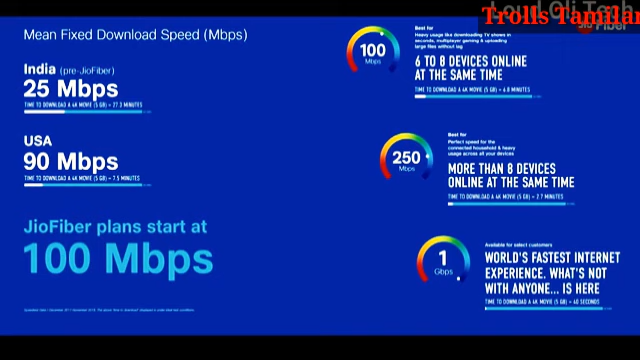 LouLOLi Tech
Trolls Tamilan
Fiber
Mean Fixed Download Speed (Mbps)
India (pre-JioFiber)
25 Mbps
TIME TO DOWNLOAD A 4K MOVIE (5 GB) = 27.3 MINUTES
USA
90 Mbps
TIME TO DOWNLOAD A 4K MOVIE (5 GB) = 7.5 MINUTES
JioFiber plans start at
100 Mbps
100
Mbps
Best for
Heavy usage like downloading TV shows in
seconds, multiplayer gaming & uploading
large files without lag
6 TO 8 DEVICES ONLINE
AT THE SAME TIME
TIME TO DOWNLOAD A 4K MOVIE (5 GB) = 6.8 MINUTES
250
Mbps
Best for
Perfect speed for the
connected household & heavy
usage across all your devices
MORE THAN 8 DEVICES
ONLINE AT THE SAME TIME
TIME TO DOWNLOAD A 4K MOVIE (5 GB) = 2.7 MINUTES
1
Gbps
Available for select customers
WORLD'S FASTEST INTERNET
EXPERIENCE. WHAT'S NOT
WITH ANYONE... IS HERE
TIME TO DOWNLOAD A 4K MOVIE (5 GB) = 40 SECONDS